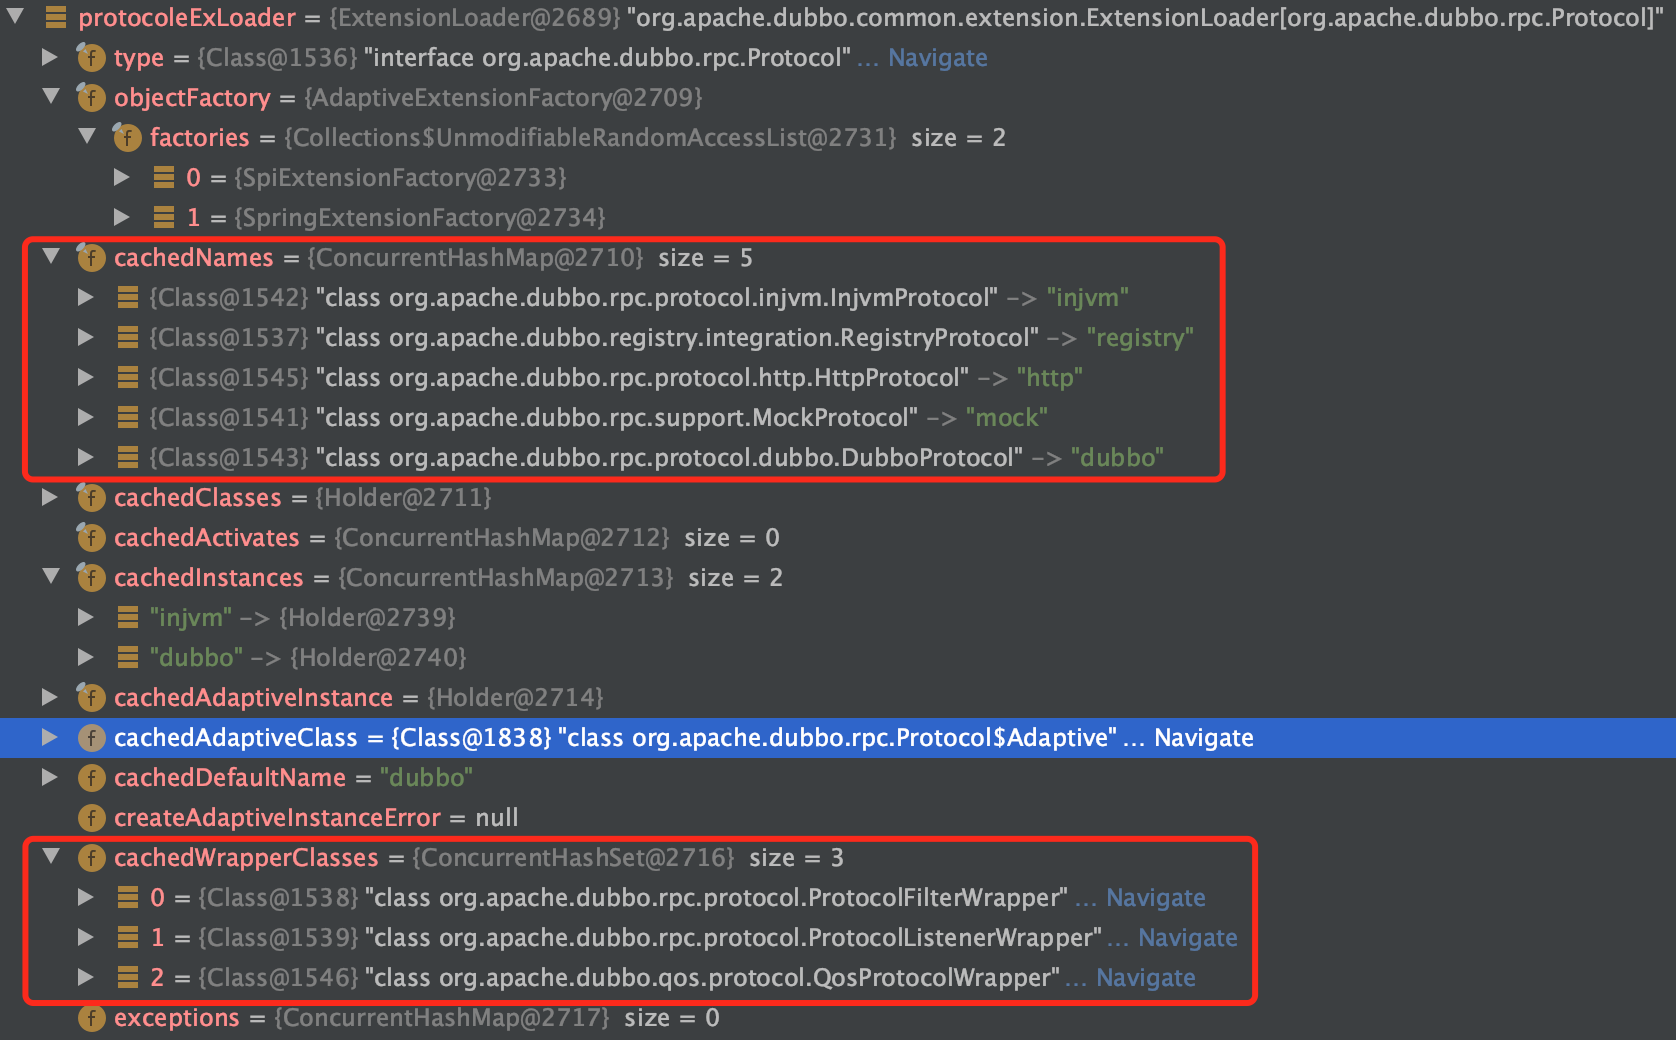 protocoleExLoader = {ExtensionLoader@2689} "org.apache.dubbo.common.extension.ExtensionLoader[org.apache.dubbo.rpc.Protocol]"
f type = {Class@1536} "interface org.apache.dubbo.rpc.Protocol" ... Navigate
f objectFactory = {AdaptiveExtensionFactory@2709}
f factories = {Collections$UnmodifiableRandomAccessList@2731} size = 2
0 = {SpiExtensionFactory@2733}
1 = {SpringExtensionFactory@2734}
f cachedNames = {ConcurrentHashMap@2710} size = 5
{Class@1542} "class org.apache.dubbo.rpc.protocol.injvm.InjvmProtocol" -> "injvm"
{Class@1537} "class org.apache.dubbo.registry.integration.RegistryProtocol" -> "registry"
{Class@1545} "class org.apache.dubbo.rpc.protocol.http.HttpProtocol" -> "http"
{Class@1541} "class org.apache.dubbo.rpc.support.MockProtocol" -> "mock"
{Class@1543} "class org.apache.dubbo.rpc.protocol.dubbo.DubboProtocol" -> "dubbo"
f cachedClasses = {Holder@2711}
f cachedActivates = {ConcurrentHashMap@2712} size = 0
f cachedInstances = {ConcurrentHashMap@2713} size = 2
"injvm" -> {Holder@2739}
"dubbo" -> {Holder@2740}
f cachedAdaptiveInstance = {Holder@2714}
f cachedAdaptiveClass = {Class@1838} "class org.apache.dubbo.rpc.Protocol$Adaptive" ... Navigate
f cachedDefaultName = "dubbo"
f createAdaptiveInstanceError = null
f cachedWrapperClasses = {ConcurrentHashSet@2716} size = 3
0 = {Class@1538} "class org.apache.dubbo.rpc.protocol.ProtocolFilterWrapper" ... Navigate
1 = {Class@1539} "class org.apache.dubbo.rpc.protocol.ProtocolListenerWrapper" ... Navigate
2 = {Class@1546} "class org.apache.dubbo.qos.protocol.QosProtocolWrapper" ... Navigate
f exceptions = {ConcurrentHashMap@2717} size = 0